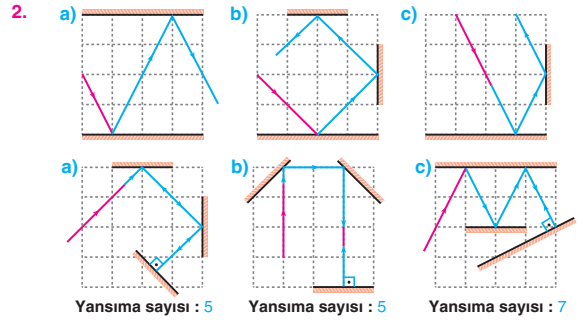 2. a) b) c)
a) b) c)
Yansıma sayısı : 5 Yansıma sayısı : 5 Yansıma sayısı : 7